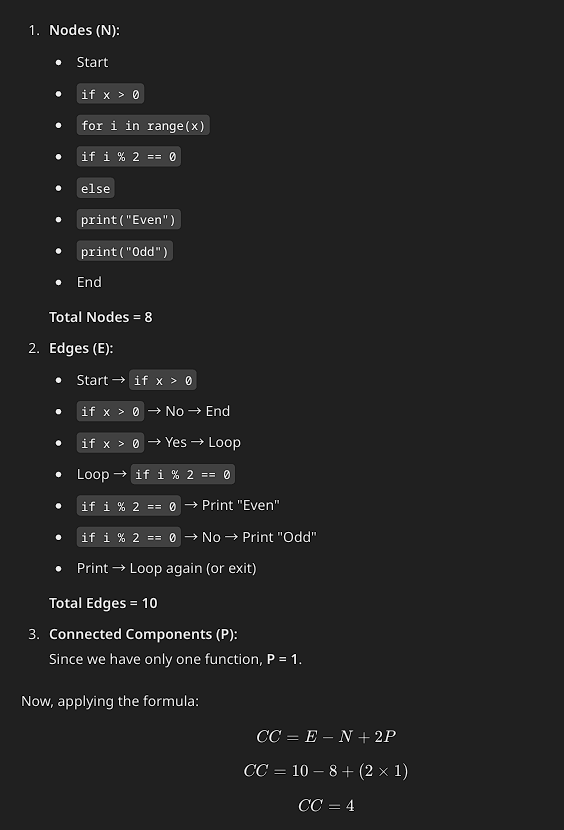 1. Nodes (N):
• Start
• if x > 0
• for i in range(x)
• if i % 2 == 0
• else
• print("Even")
• print("Odd")
• End
Total Nodes = 8
2. Edges (E):
• Start → if x > 0
• if x > 0 → No → End
• if x > 0 → Yes → Loop
• Loop → if i % 2 == 0
• if i % 2 == 0 → Print "Even"
• if i % 2 == 0 → No → Print "Odd"
• Print → Loop again (or exit)
Total Edges = 10
3. Connected Components (P):
Since we have only one function, P = 1.
Now, applying the formula:
CC = E − N + 2P
CC = 10 − 8 + (2 × 1)
CC = 4